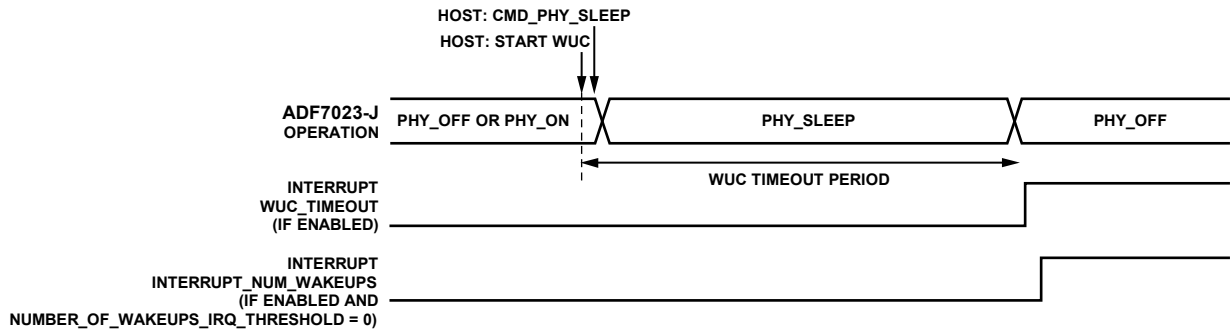 HOST: CMD_PHY_SLEEP
HOST: START WUC
ADF7023-J
OPERATION
PHY_OFF OR PHY_ON
PHY_SLEEP
PHY_OFF
WUC TIMEOUT PERIOD
INTERRUPT
WUC_TIMEOUT
(IF ENABLED)
INTERRUPT
INTERRUPT_NUM_WAKEUPS
(IF ENABLED AND
NUMBER_OF_WAKEUPS_IRQ_THRESHOLD = 0)